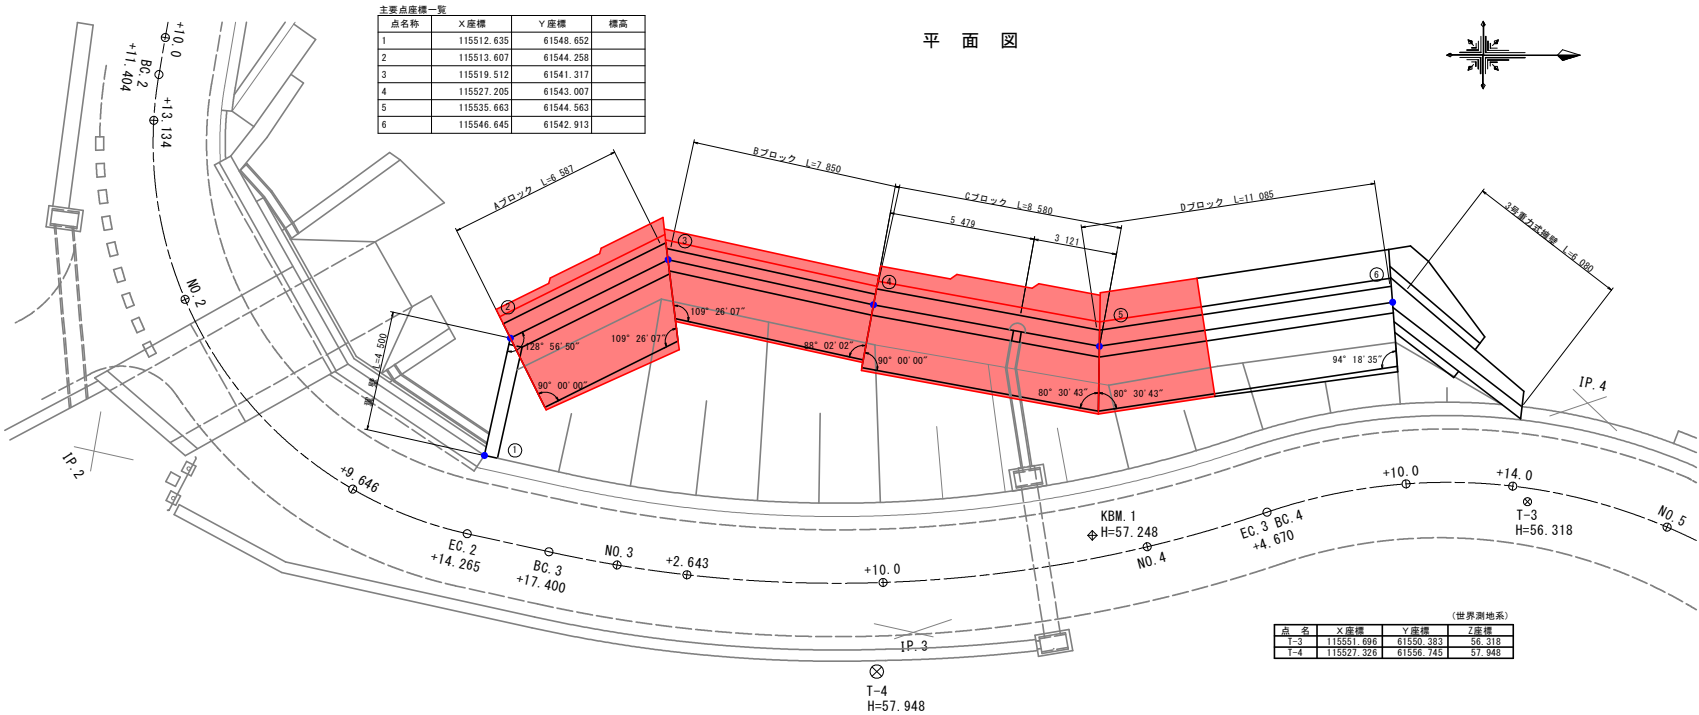 主要点座標一覧
点名称 X座標 Y座標 標高
1 115512.635 61548.652
2 115513.607 61544.258
3 115519.512 61541.317
4 115527.205 61543.007
5 115535.663 61544.563
6 115546.645 61542.913
平 面 図
+10.0
BC.2
+11.404
+13.134
NO.2
IP.2
+9.646
EC.2
+14.265
BC.3
+17.400
NO.3
+2.643
+10.0
IP.3
T-4
H=57.948
KBM.1
H=57.248
NO.4
EC.3 BC.4
+4.670
+10.0
+14.0
T-3
H=56.318
NO.5
IP.4
Aブロック L=6.587
Bブロック L=7.850
Cブロック L=8.580
5.479
3.121
Dブロック L=11.085
3号重力式擁壁 L=6.080
①
②
③
④
⑤
⑥
128° 56′50″
90° 00′00″
109° 26′07″
109° 26′07″
88° 02′02″
90° 00′00″
80° 30′43″
80° 30′43″
94° 18′35″
(世界測地系)
点 名 X座標 Y座標 Z座標
T-3 115551.696 61550.383 56.318
T-4 115527.326 61556.745 57.948